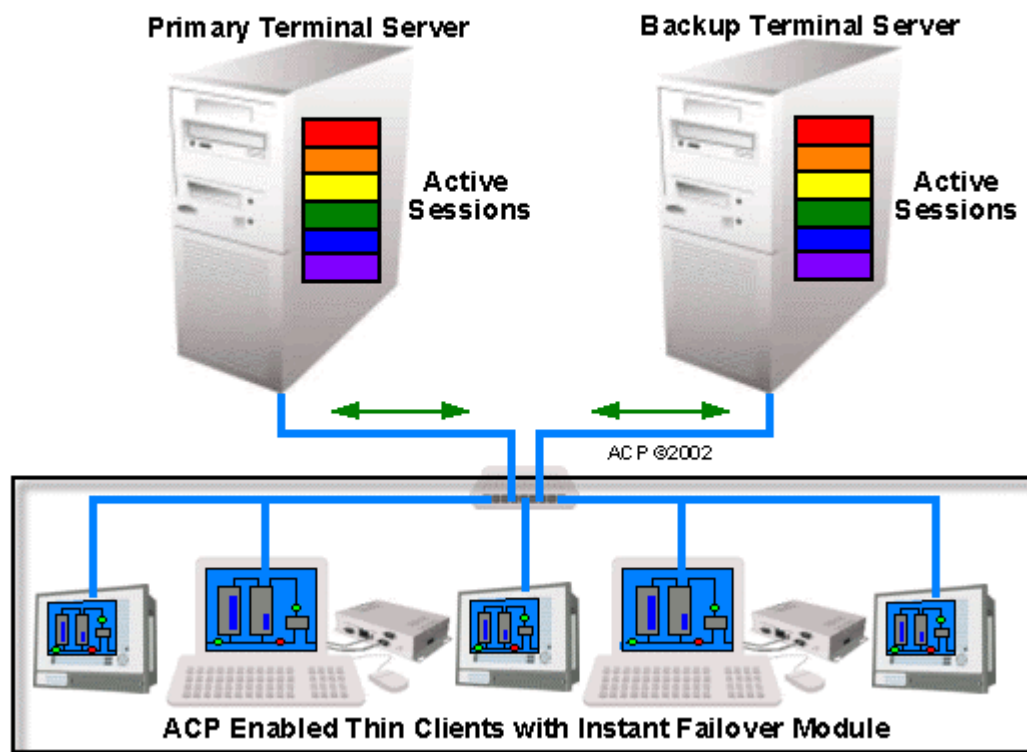 Primary Terminal Server
Backup Terminal Server
Active
Sessions
Active
Sessions
ACP ©2002
ACP Enabled Thin Clients with Instant Failover Module